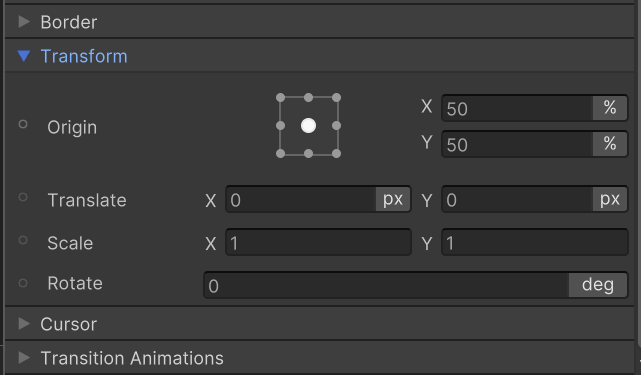 Border
Transform
Origin
X 50 %
Y 50 %
Translate X 0 px Y 0 px
Scale X 1 Y 1
Rotate 0 deg
Cursor
Transition Animations